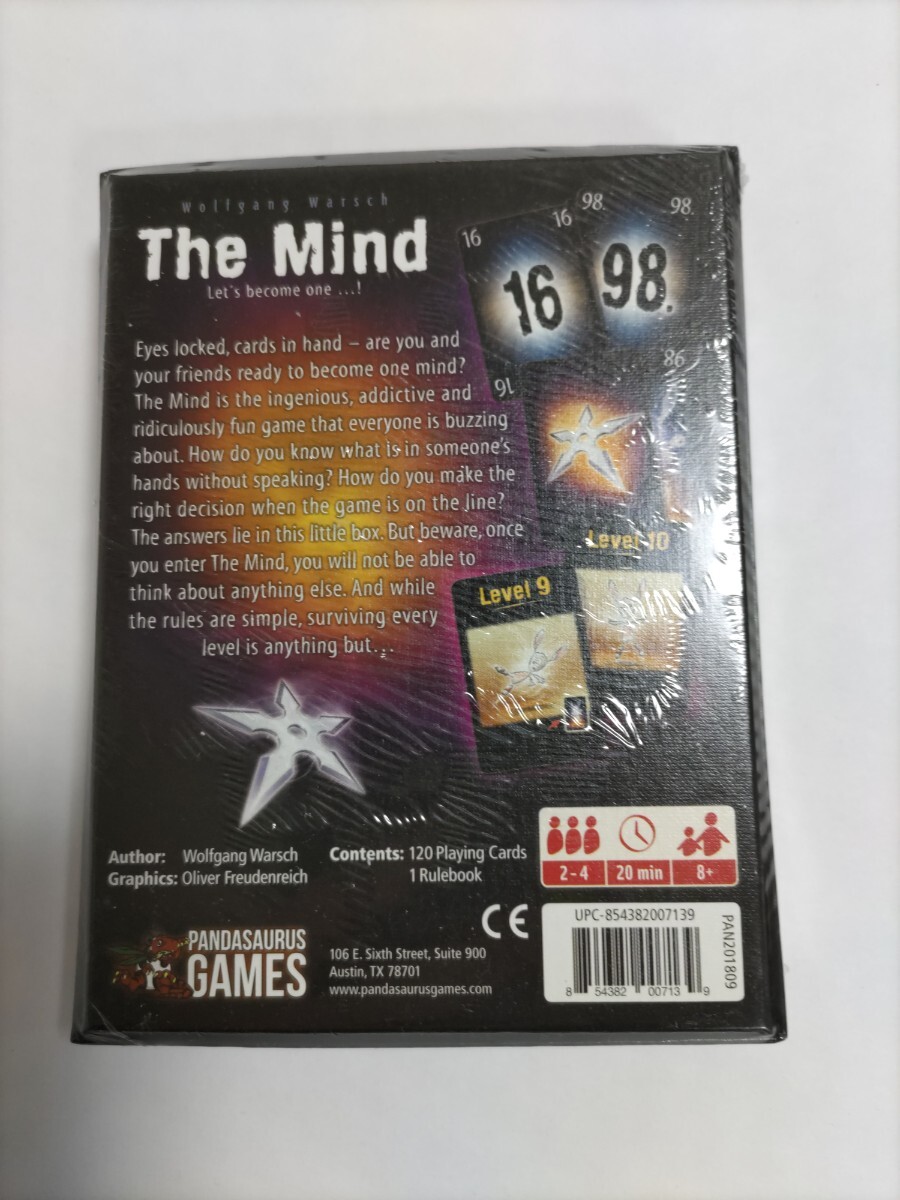 Wolfgang Warsch
The Mind
Let's become one ...!
Eyes locked, cards in hand – are you and
your friends ready to become one mind?
The Mind is the ingenious, addictive and
ridiculously fun game that everyone is buzzing
about. How do you know what is in someone's
hands without speaking? How do you make the
right decision when the game is on the line?
The answers lie in this little box. But beware, once
you enter The Mind, you will not be able to
think about anything else. And while
the rules are simple, surviving every
level is anything but...
16
16
16
16
98
98.
98.
86
Level 10
Level 9
Author: Wolfgang Warsch
Graphics: Oliver Freudenreich
Contents: 120 Playing Cards
1 Rulebook
2 - 4
20 min
8+
CE
PANDASAURUS
GAMES
106 E. Sixth Street, Suite 900
Austin, TX 78701
www.pandasaurusgames.com
UPC-854382007139
8 54382 00713 9
PAN201809